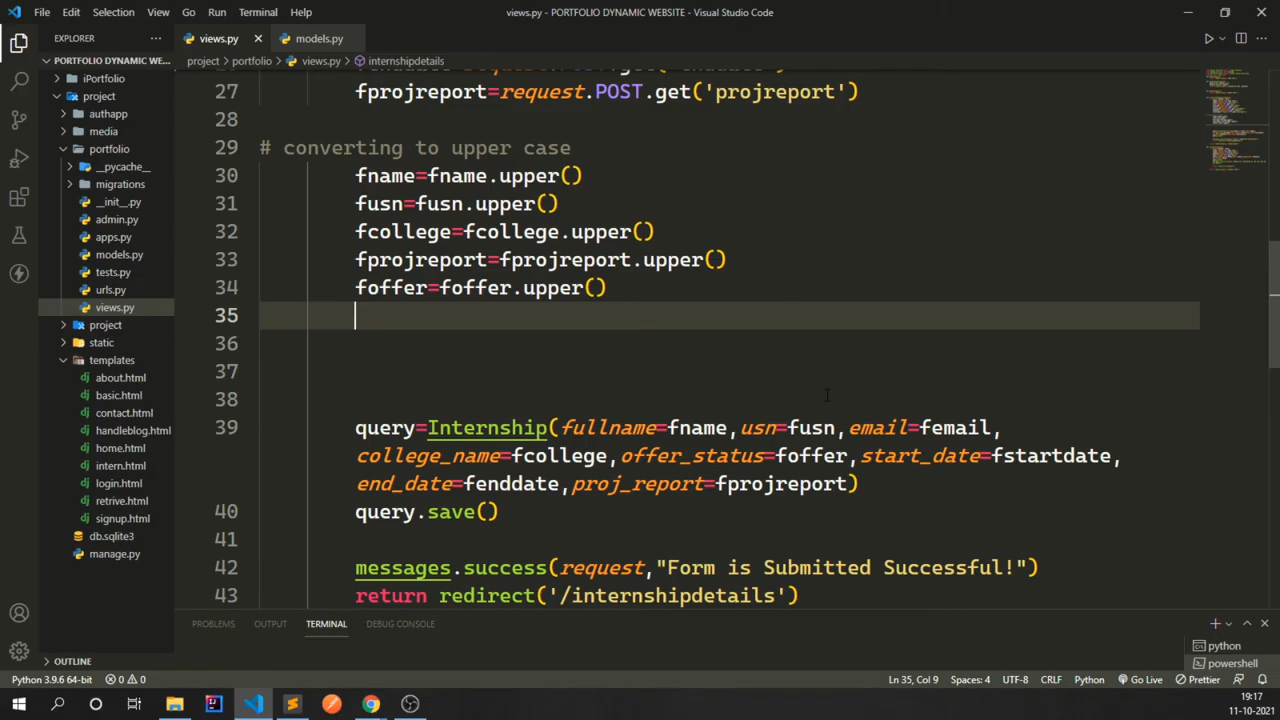 File Edit Selection View Go Run Terminal Help
views.py - PORTFOLIO DYNAMIC WEBSITE - Visual Studio Code
EXPLORER
views.py
models.py
PORTFOLIO DYNAMIC WE...
project > portfolio > views.py > internshipdetails
iPortfolio
project
authapp
media
portfolio
__pycache__
migrations
__init__.py
admin.py
apps.py
models.py
tests.py
urls.py
views.py
project
static
templates
about.html
basic.html
contact.html
handleblog.html
home.html
intern.html
login.html
retrive.html
signup.html
db.sqlite3
manage.py
OUTLINE
27 fprojreport=request.POST.get('projreport')
28
29 # converting to upper case
30 fname=fname.upper()
31 fusn=fusn.upper()
32 fcollege=fcollege.upper()
33 fprojreport=fprojreport.upper()
34 foffer=foffer.upper()
35
36
37
38
39 query=Internship(fullname=fname,usn=fusn,email=femail,
college_name=fcollege,offer_status=foffer,start_date=fstartdate,
end_date=fenddate,proj_report=fprojreport)
40 query.save()
41
42 messages.success(request,"Form is Submitted Successful!")
43 return redirect('/internshipdetails')
PROBLEMS OUTPUT TERMINAL DEBUG CONSOLE
python
powershell
Python 3.9.6 64-bit 0 0 Ln 35, Col 9 Spaces: 4 UTF-8 CRLF Python Go Live Prettier
19:17
11-10-2021